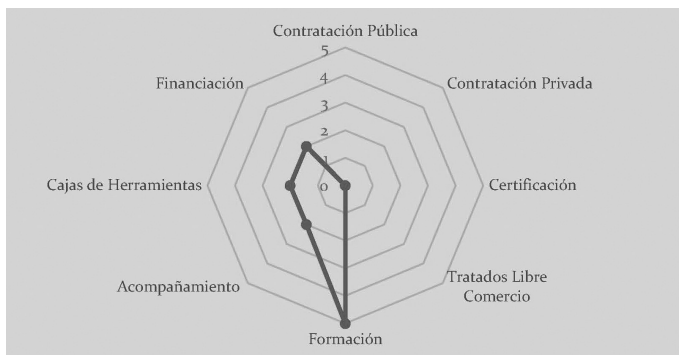 Contratación Pública
5
Financiación
Contratación Privada
4
3
2
1
Cajas de Herramientas
0
Certificación
Acompañamiento
Tratados Libre
Comercio
Formación